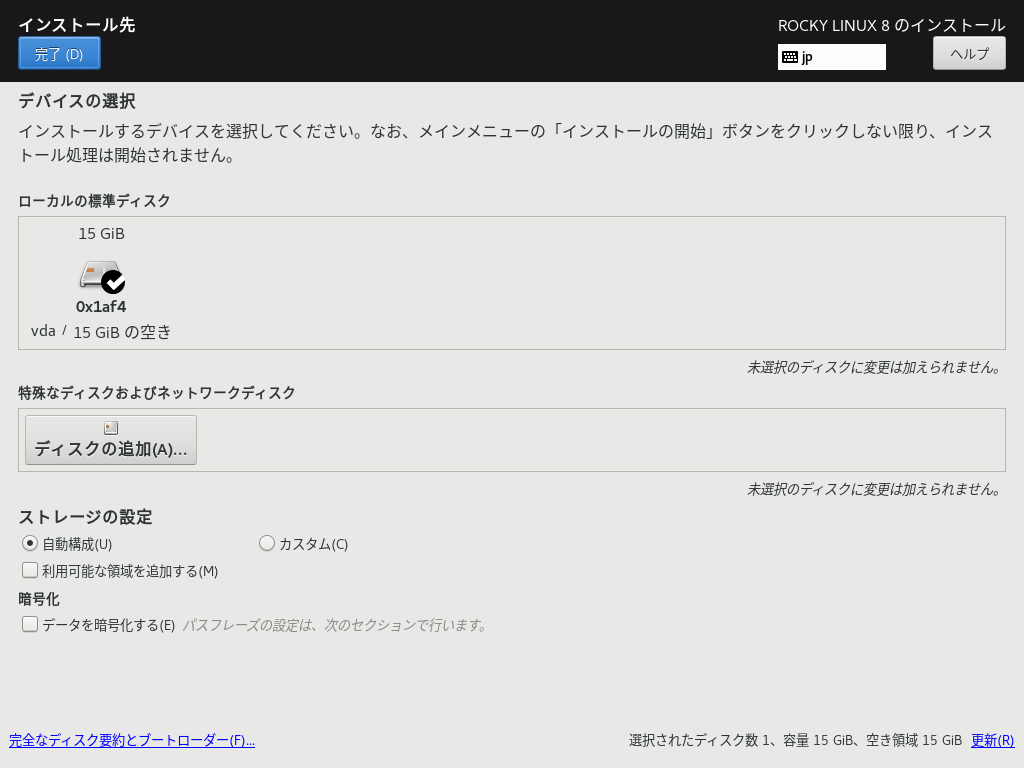 インストール先
ROCKY LINUX 8 のインストール
完了 (D)
jp
ヘルプ
デバイスの選択
インストールするデバイスを選択してください。なお、メインメニューの「インストールの開始」ボタンをクリックしない限り、インス
トール処理は開始されません。
ローカルの標準ディスク
15 GiB
0x1af4
vda / 15 GiB の空き
未選択のディスクに変更は加えられません。
特殊なディスクおよびネットワークディスク
ディスクの追加(A)...
未選択のディスクに変更は加えられません。
ストレージの設定
自動構成(U) カスタム(C)
利用可能な領域を追加する(M)
暗号化
データを暗号化する(E) パスフレーズの設定は、次のセクションで行います。
完全なディスク要約とブートローダー(F)... 選択されたディスク数 1、容量 15 GiB、空き領域 15 GiB 更新(R)